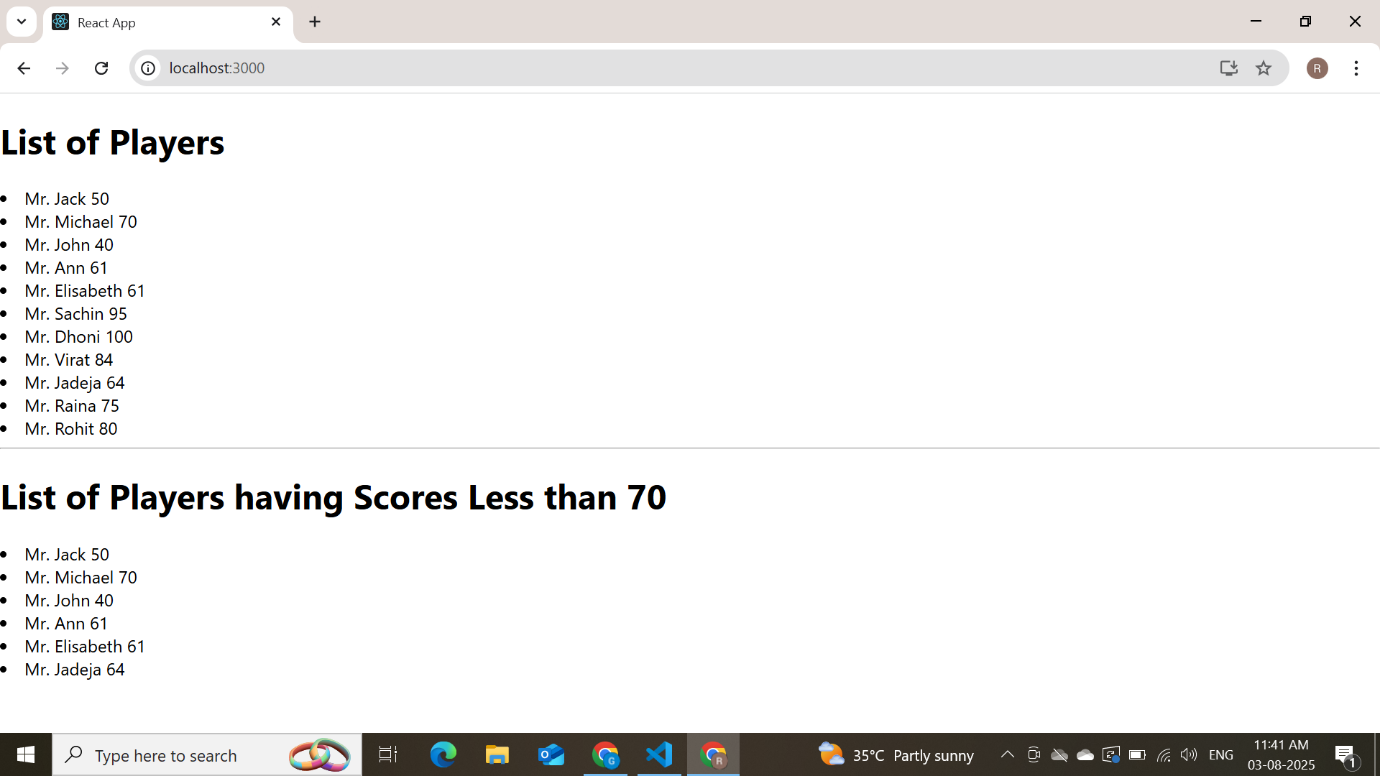 React App
localhost:3000
R
List of Players
Mr. Jack 50
Mr. Michael 70
Mr. John 40
Mr. Ann 61
Mr. Elisabeth 61
Mr. Sachin 95
Mr. Dhoni 100
Mr. Virat 84
Mr. Jadeja 64
Mr. Raina 75
Mr. Rohit 80
List of Players having Scores Less than 70
Mr. Jack 50
Mr. Michael 70
Mr. John 40
Mr. Ann 61
Mr. Elisabeth 61
Mr. Jadeja 64
Type here to search
G
R
35°C Partly sunny
ENG
11:41 AM
03-08-2025
1